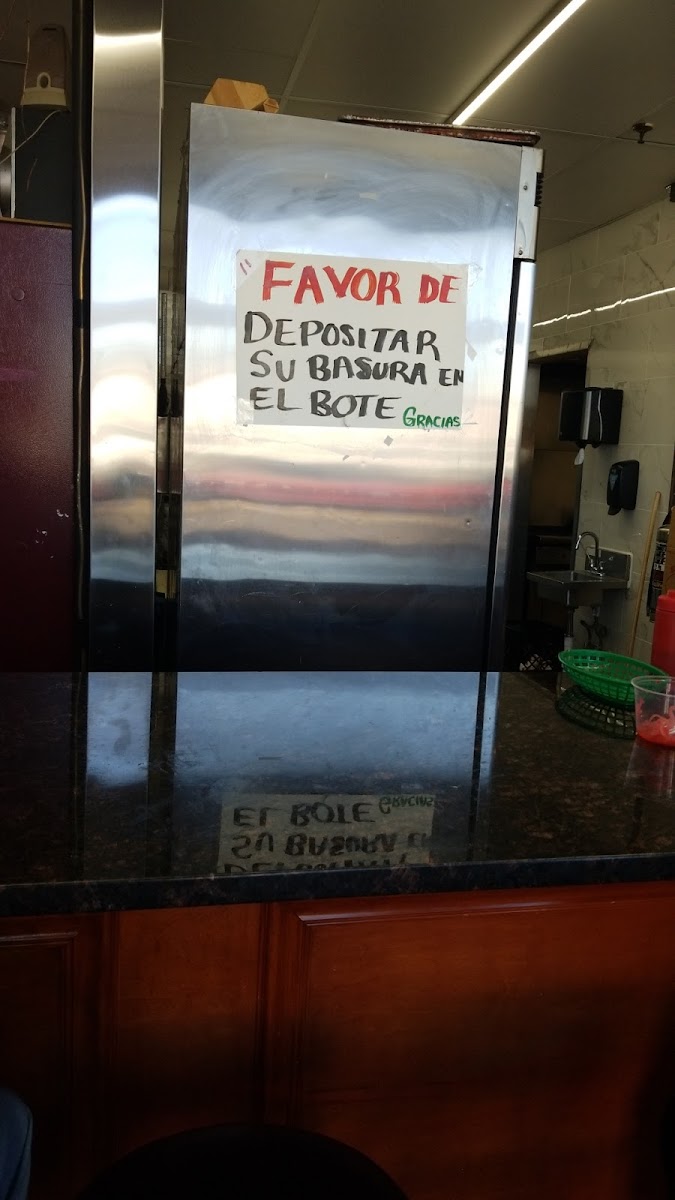 " FAVOR DE
DEPOSITAR
SU BASURA EN
EL BOTE GRACIAS